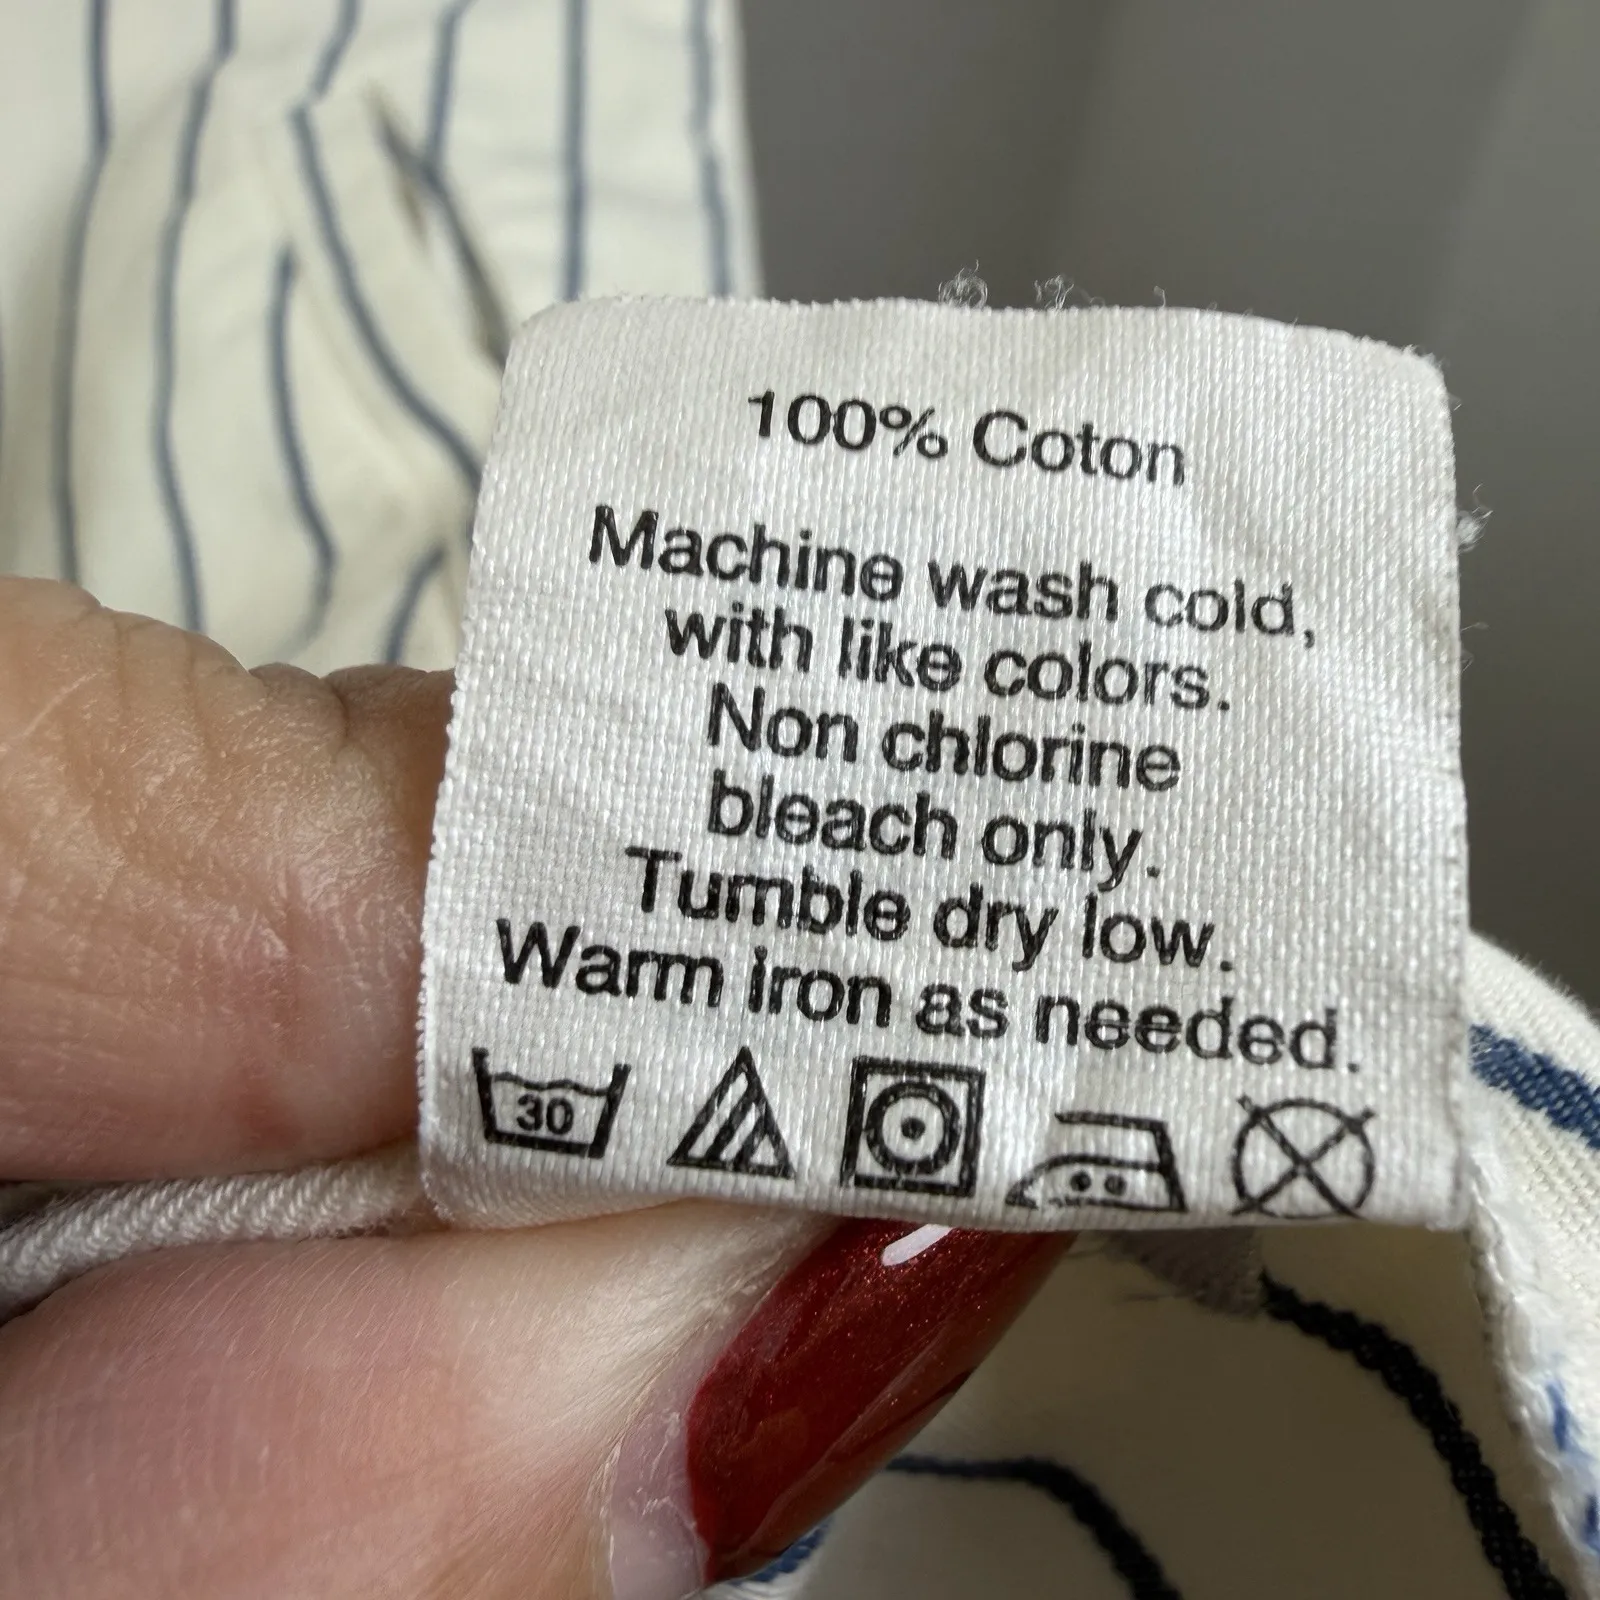 100% Coton
Machine wash cold,
with like colors.
Non chlorine
bleach only.
Tumble dry low.
Warm iron as needed.
30